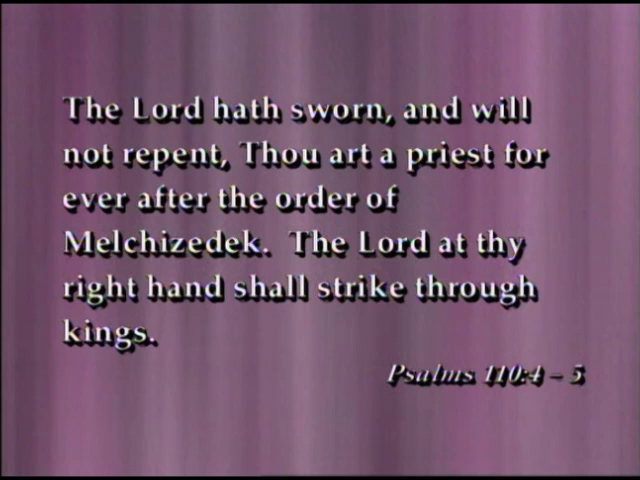 The Lord hath sworn, and will
not repent, Thou art a priest for
ever after the order of
Melchizedek.  The Lord at thy
right hand shall strike through
kings.
Psalms 110:4 – 5